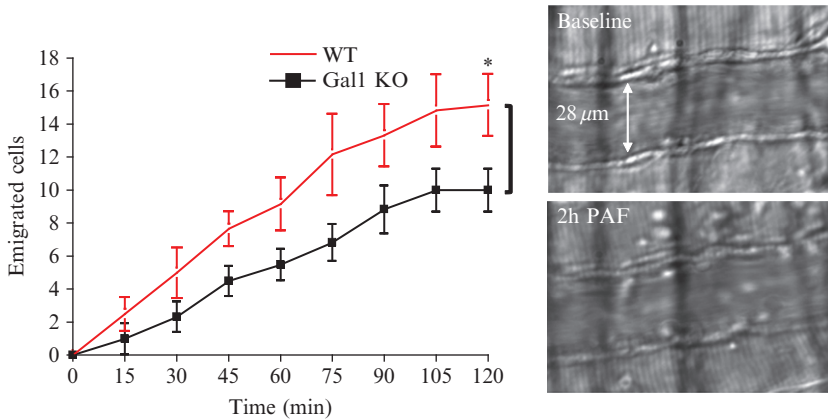 18
16
14
12
10
8
6
4
2
0
Emigrated cells
WT
Gal1 KO
*
0 15 30 45 60 75 90 105 120
Time (min)
Baseline
28 μm
2h PAF